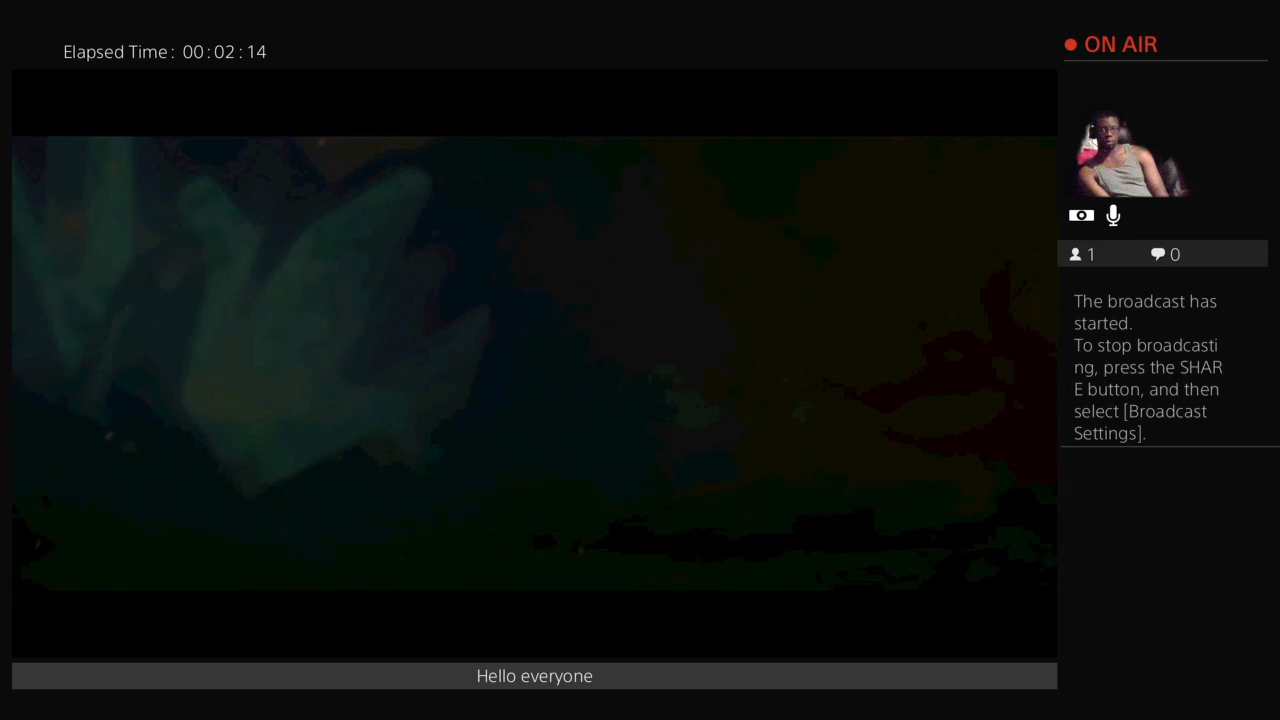 Elapsed Time: 00:02:14
ON AIR
1
0
The broadcast has
started.
To stop broadcasti
ng, press the SHAR
E button, and then
select [Broadcast
Settings].
Hello everyone